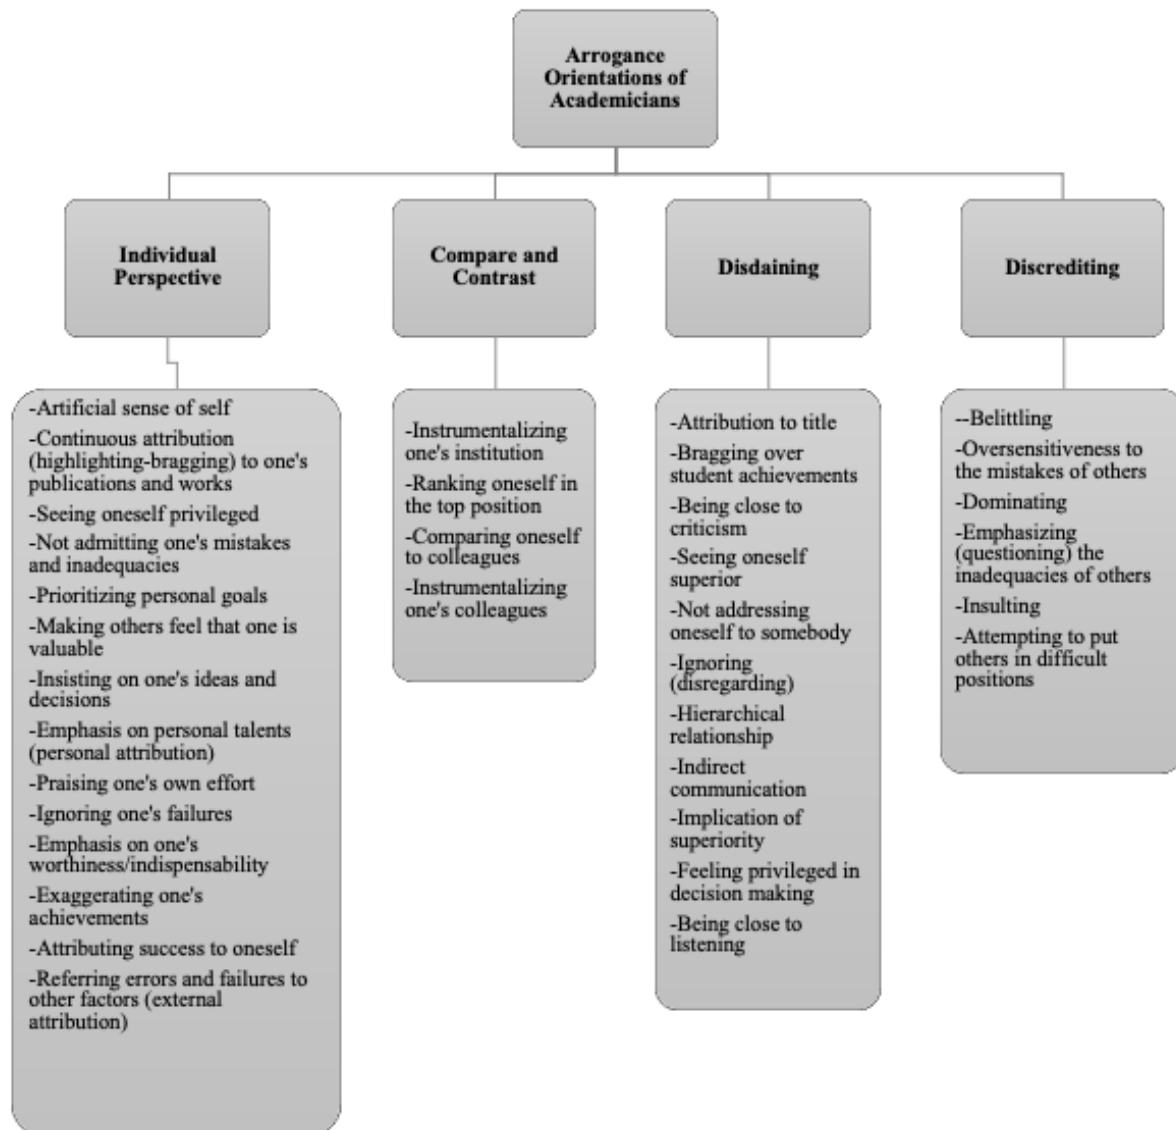 Arrogance
Orientations of
Academicians
Individual
Perspective
Compare and
Contrast
Disdaining
Discrediting
-Artificial sense of self
-Continuous attribution
(highlighting-bragging) to one's
publications and works
-Seeing oneself privileged
-Not admitting one's mistakes
and inadequacies
-Prioritizing personal goals
-Making others feel that one is
valuable
-Insisting on one's ideas and
decisions
-Emphasis on personal talents
(personal attribution)
-Praising one's own effort
-Ignoring one's failures
-Emphasis on one's
worthiness/indispensability
-Exaggerating one's
achievements
-Attributing success to oneself
-Referring errors and failures to
other factors (external
attribution)
-Instrumentalizing
one's institution
-Ranking oneself in
the top position
-Comparing oneself
to colleagues
-Instrumentalizing
one's colleagues
-Attribution to title
-Bragging over
student achievements
-Being close to
criticism
-Seeing oneself
superior
-Not addressing
oneself to somebody
-Ignoring
(disregarding)
-Hierarchical
relationship
-Indirect
communication
-Implication of
superiority
-Feeling privileged in
decision making
-Being close to
listening
--Belittling
-Oversensitiveness to
the mistakes of others
-Dominating
-Emphasizing
(questioning) the
inadequacies of others
-Insulting
-Attempting to put
others in difficult
positions